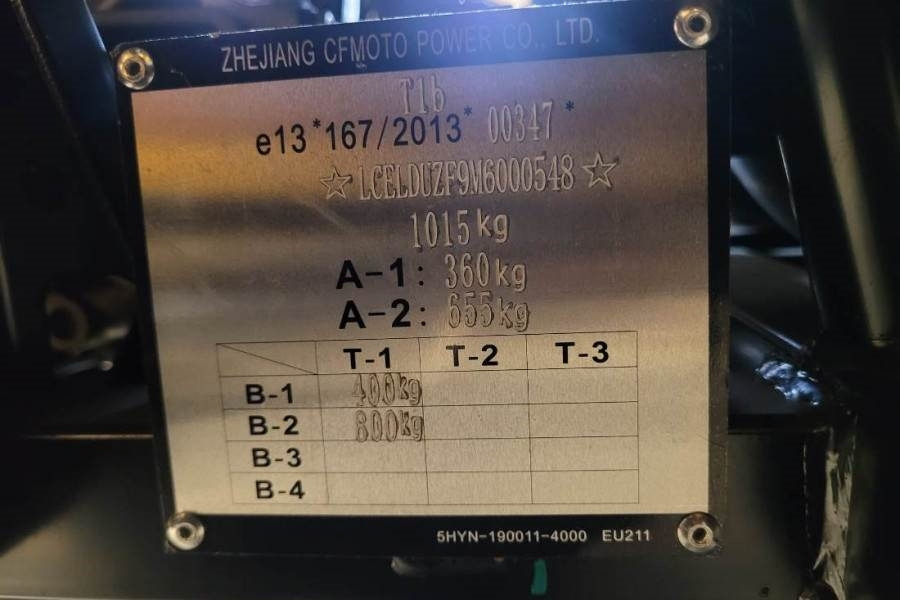 ZHEJIANG CFMOTO POWER CO., LTD.
T1b
e13*167/2013*00347*
☆LCELDUZF9M6000548☆
1015kg
A-1: 360kg
A-2: 655kg
T-1 T-2 T-3
B-1 400kg
B-2 800kg
B-3
B-4
5HYN-190011-4000 EU211